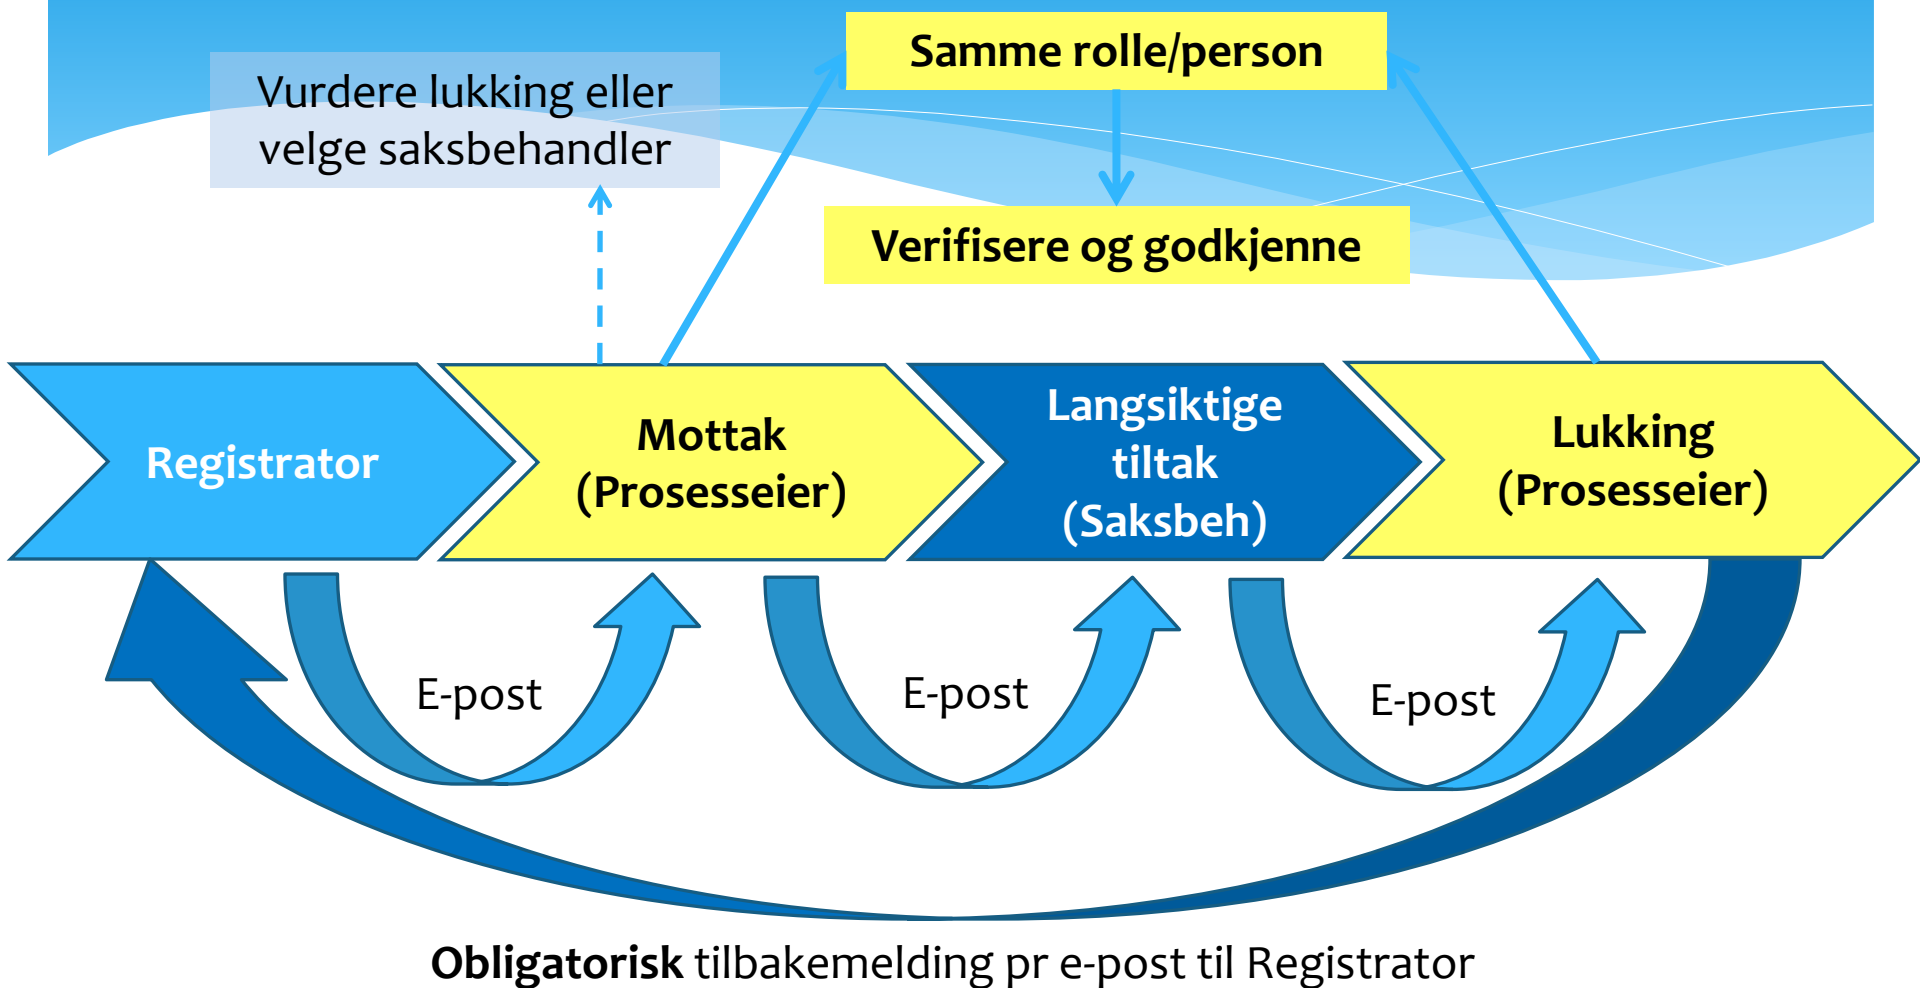 Samme rolle/person
Vurdere lukking eller
velge saksbehandler
Verifisere og godkjenne
Registrator
Mottak
(Prosesseier)
Langsiktige
tiltak
(Saksbeh)
Lukking
(Prosesseier)
E-post
E-post
E-post
Obligatorisk tilbakemelding pr e-post til Registrator